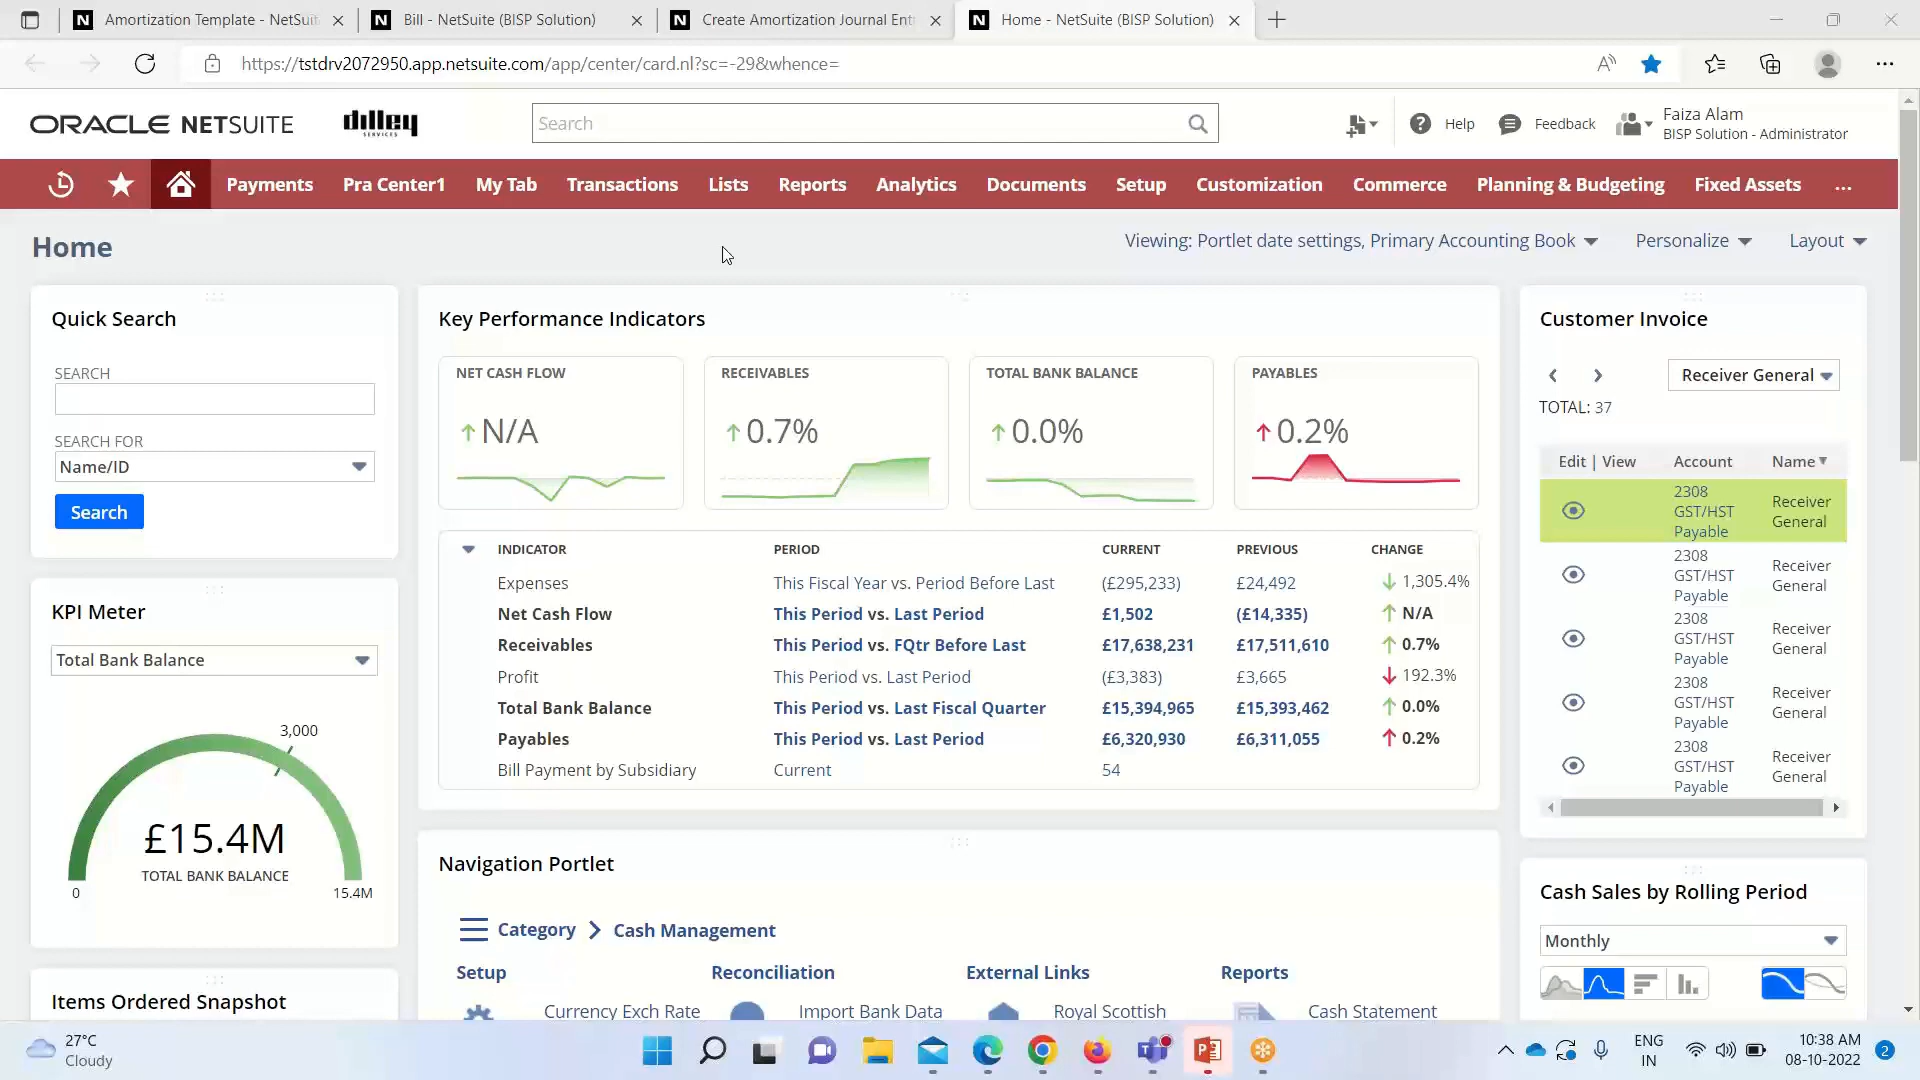 Amortization Template - NetSuit
Bill - NetSuite (BISP Solution)
Create Amortization Journal Ent
Home - NetSuite (BISP Solution)
https://tstdrv2072950.app.netsuite.com/app/center/card.nl?sc=-29&whence=
ORACLE NETSUITE
dilley
SERVICES
Search
Help
Feedback
Faiza Alam
BISP Solution - Administrator
Payments
Pra Center1
My Tab
Transactions
Lists
Reports
Analytics
Documents
Setup
Customization
Commerce
Planning & Budgeting
Fixed Assets
...
Home
Viewing: Portlet date settings, Primary Accounting Book
Personalize
Layout
Quick Search
SEARCH
SEARCH FOR
Name/ID
Search
KPI Meter
Total Bank Balance
3,000
£15.4M
TOTAL BANK BALANCE
0
15.4M
Items Ordered Snapshot
Key Performance Indicators
NET CASH FLOW
N/A
RECEIVABLES
0.7%
TOTAL BANK BALANCE
0.0%
PAYABLES
0.2%
INDICATOR PERIOD CURRENT PREVIOUS CHANGE
Expenses This Fiscal Year vs. Period Before Last (£295,233) £24,492 1,305.4%
Net Cash Flow This Period vs. Last Period £1,502 (£14,335) N/A
Receivables This Period vs. FQtr Before Last £17,638,231 £17,511,610 0.7%
Profit This Period vs. Last Period (£3,383) £3,665 192.3%
Total Bank Balance This Period vs. Last Fiscal Quarter £15,394,965 £15,393,462 0.0%
Payables This Period vs. Last Period £6,320,930 £6,311,055 0.2%
Bill Payment by Subsidiary Current 54
Navigation Portlet
Category > Cash Management
Setup
Reconciliation
External Links
Reports
Currency Exch Rate
Import Bank Data
Royal Scottish
Cash Statement
Customer Invoice
Receiver General
TOTAL: 37
Edit | View Account Name
2308 GST/HST Payable Receiver General
2308 GST/HST Payable Receiver General
2308 GST/HST Payable Receiver General
2308 GST/HST Payable Receiver General
2308 GST/HST Payable Receiver General
Cash Sales by Rolling Period
Monthly
27°C
Cloudy
ENG
IN
10:38 AM
08-10-2022
2